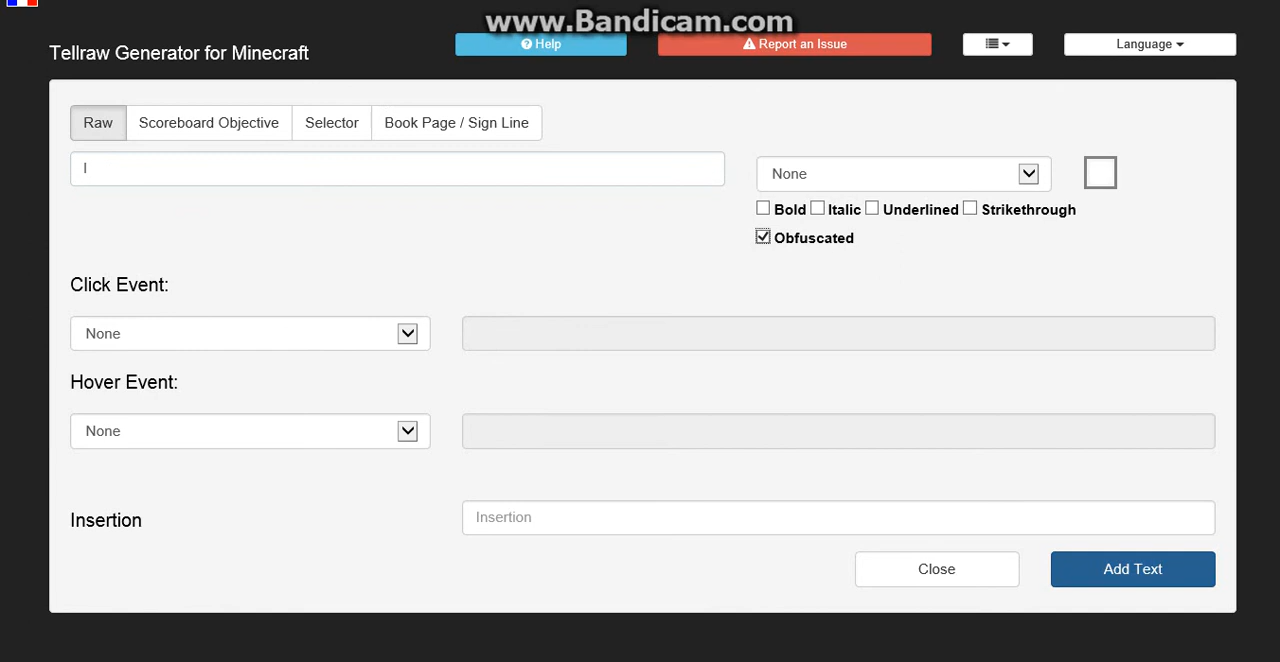 www.Bandicam.com
Tellraw Generator for Minecraft
Help
Report an Issue
Language
Raw
Scoreboard Objective
Selector
Book Page / Sign Line
l
None
Bold
Italic
Underlined
Strikethrough
Obfuscated
Click Event:
None
Hover Event:
None
Insertion
Insertion
Close
Add Text